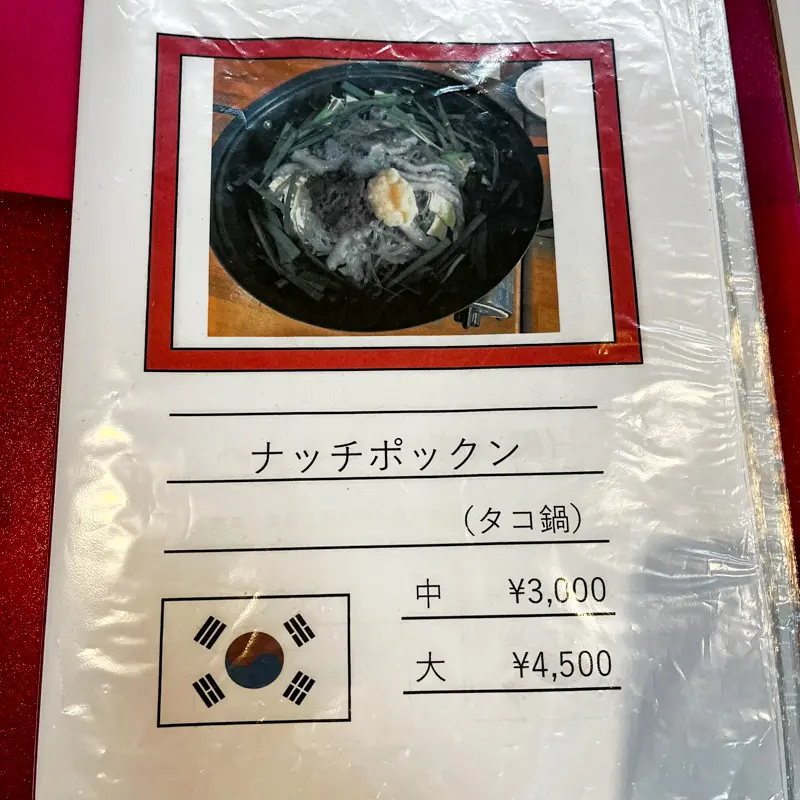 ナッチポックン
（タコ鍋）
中 ¥3,000
大 ¥4,500